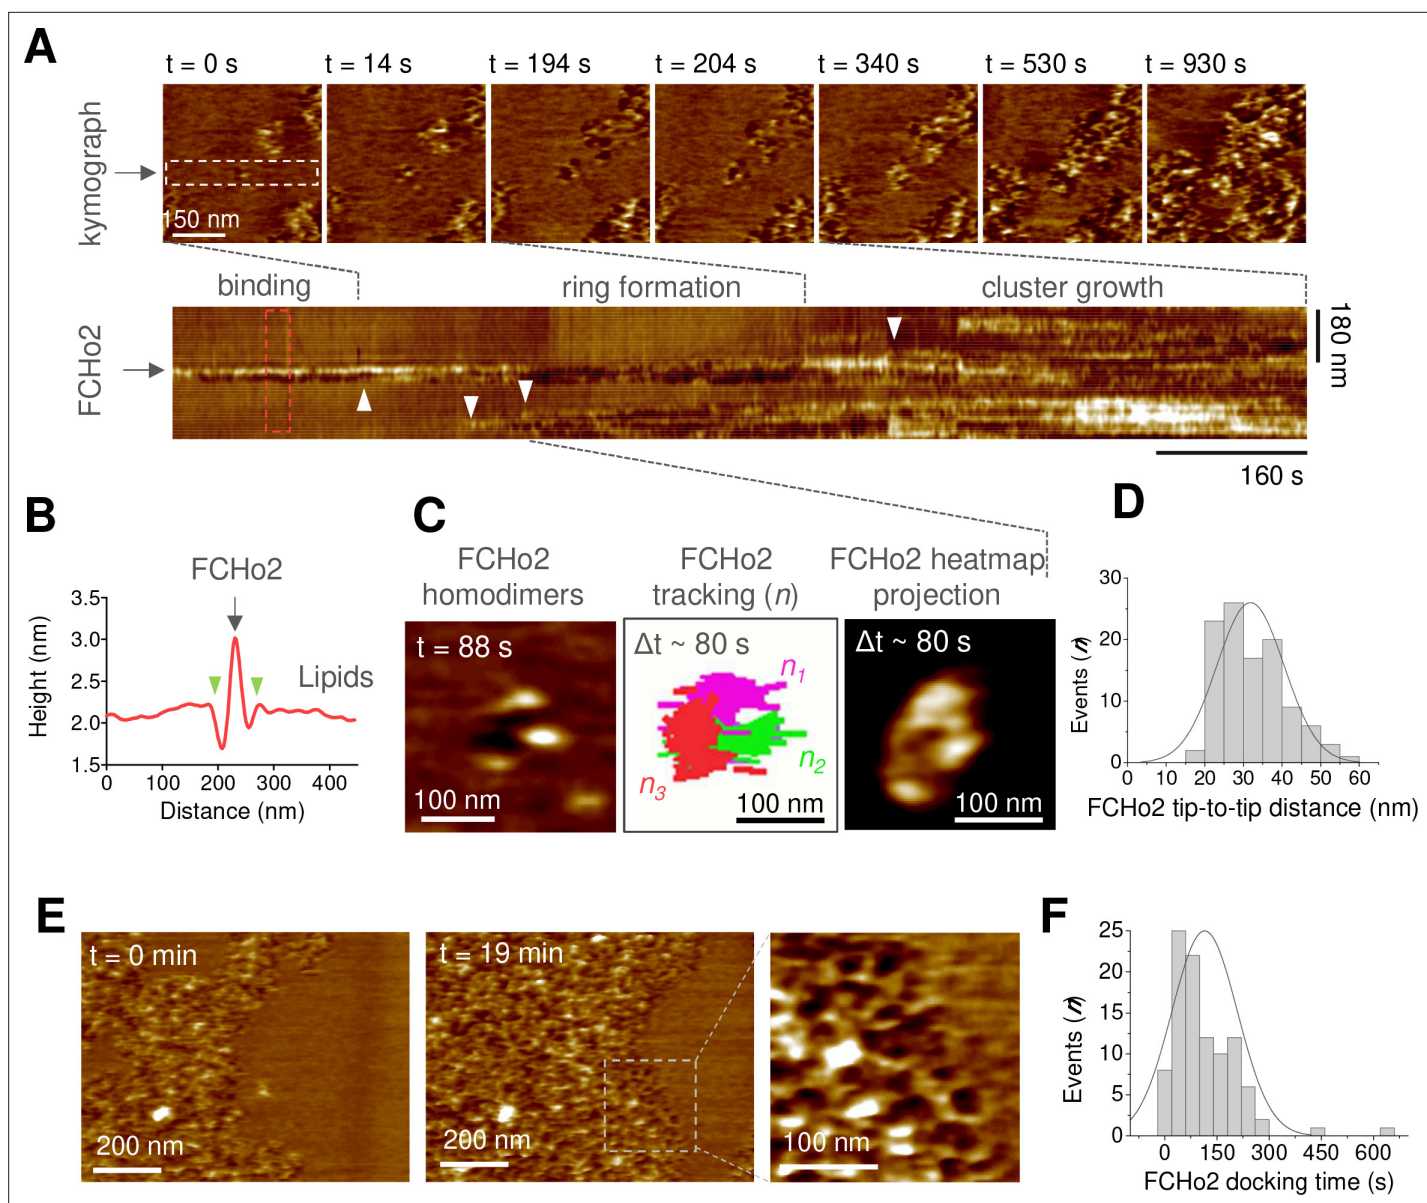 A
t = 0 s
t = 14 s
t = 194 s
t = 204 s
t = 340 s
t = 530 s
t = 930 s
kymograph
150 nm
binding
ring formation
cluster growth
FCHo2
180 nm
160 s
B
FCHo2
Lipids
3.5
3.0
2.5
2.0
1.5
Height (nm)
0 100 200 300 400
Distance (nm)
C
FCHo2
homodimers
t = 88 s
100 nm
FCHo2
tracking (n)
Δt ~ 80 s
n1
n2
n3
100 nm
FCHo2 heatmap
projection
Δt ~ 80 s
100 nm
D
30
20
10
0
Events (n)
0 10 20 30 40 50 60
FCHo2 tip-to-tip distance (nm)
E
t = 0 min
200 nm
t = 19 min
200 nm
100 nm
F
25
20
15
10
5
0
Events (n)
0 150 300 450 600
FCHo2 docking time (s)